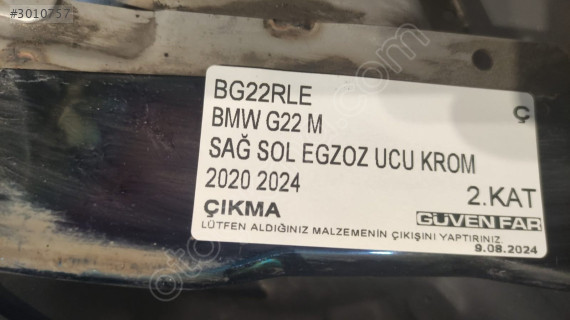 #3010757
BG22RLE Ç
BMW G22 M
SAĞ SOL EGZOZ UCU KROM
2020 2024 2.KAT
ÇIKMA GÜVEN FAR
LÜTFEN ALDIĞINIZ MALZEMENİN ÇIKIŞINI YAPTIRINIZ
9.08.2024